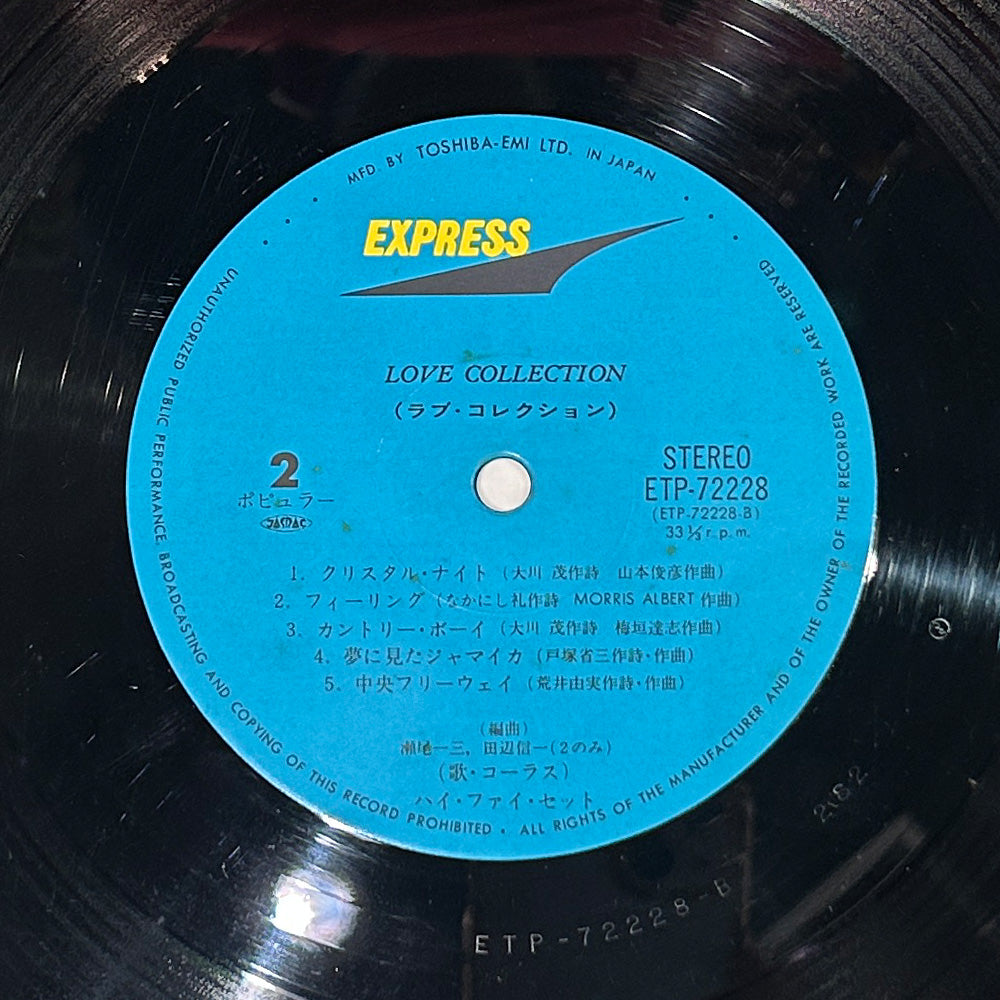 MFD. BY TOSHIBA-EMI LTD. IN JAPAN
EXPRESS
LOVE COLLECTION
(ラブ・コレクション)
2
ポピュラー
JASRAC
STEREO
ETP-72228
(ETP-72228-B)
33⅓ r.p.m.
1. クリスタル・ナイト (大川 茂作詩 山本俊彦作曲)
2. フィーリング (なかにし礼作詩 MORRIS ALBERT 作曲)
3. カントリー・ボーイ (大川 茂作詩 梅垣達志作曲)
4. 夢に見たジャマイカ (戸塚省三作詩・作曲)
5. 中央フリーウェイ (荒井由実作詩・作曲)
(編曲)
瀬尾一三, 田辺信一(2のみ)
(歌・コーラス)
ハイ・ファイ・セット
UNAUTHORIZED PUBLIC PERFORMANCE, BROADCASTING AND COPYING OF THIS RECORD PROHIBITED • ALL RIGHTS OF THE MANUFACTURER AND OF THE OWNER OF THE RECORDED WORK ARE RESERVED
ETP-72228-B